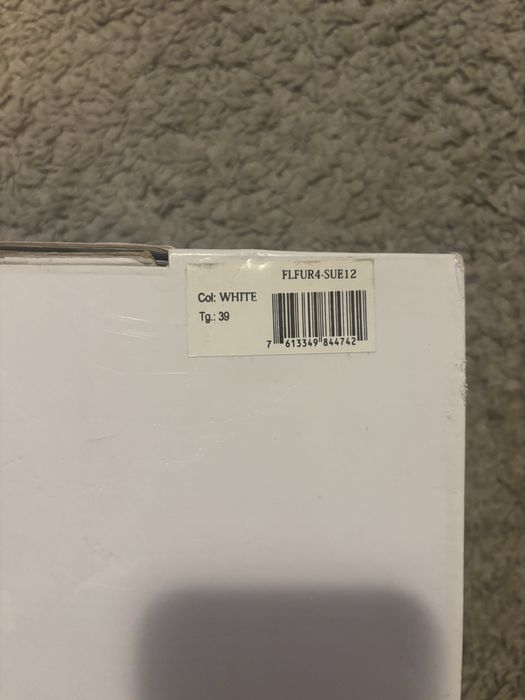 FLFUR4-SUE12
Col: WHITE
Tg.: 39
7 613349 844742